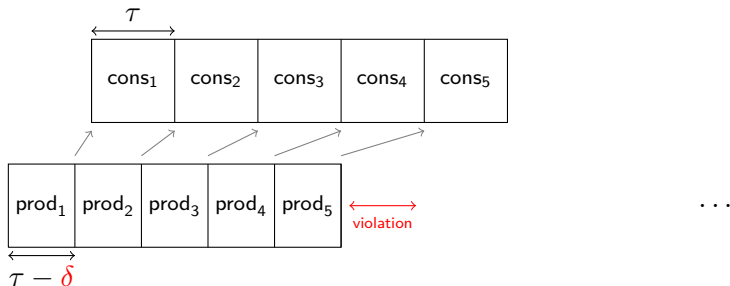 τ
cons₁ cons₂ cons₃ cons₄ cons₅
prod₁ prod₂ prod₃ prod₄ prod₅
violation
...
τ − δ